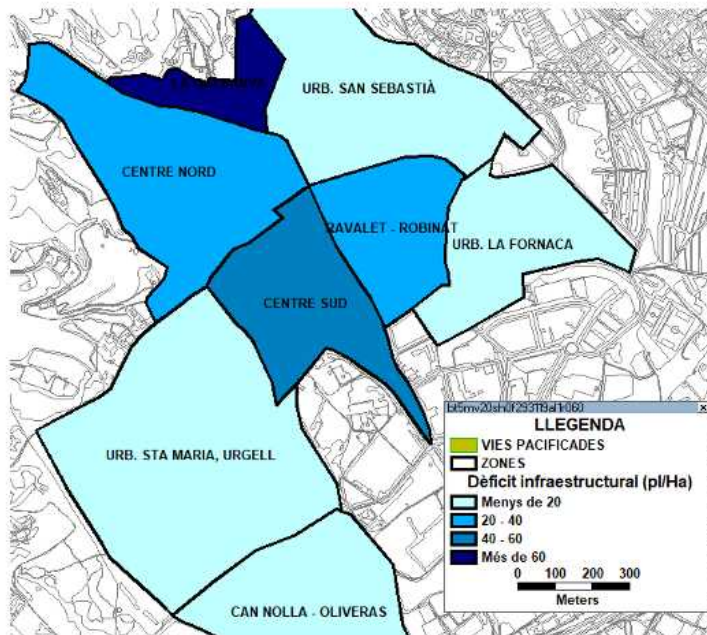 URB. SAN SEBASTIÀ
CENTRE NORD
RAVALET - ROBINAT
URB. LA FORNACA
CENTRE SUD
URB. STA MARIA, URGELL
CAN NOLLA - OLIVERAS
LLEGENDA
VIES PACIFICADES
ZONES
Dèficit infraestructural (pl/Ha)
Menys de 20
20 - 40
40 - 60
Més de 60
0 100 200 300
Meters